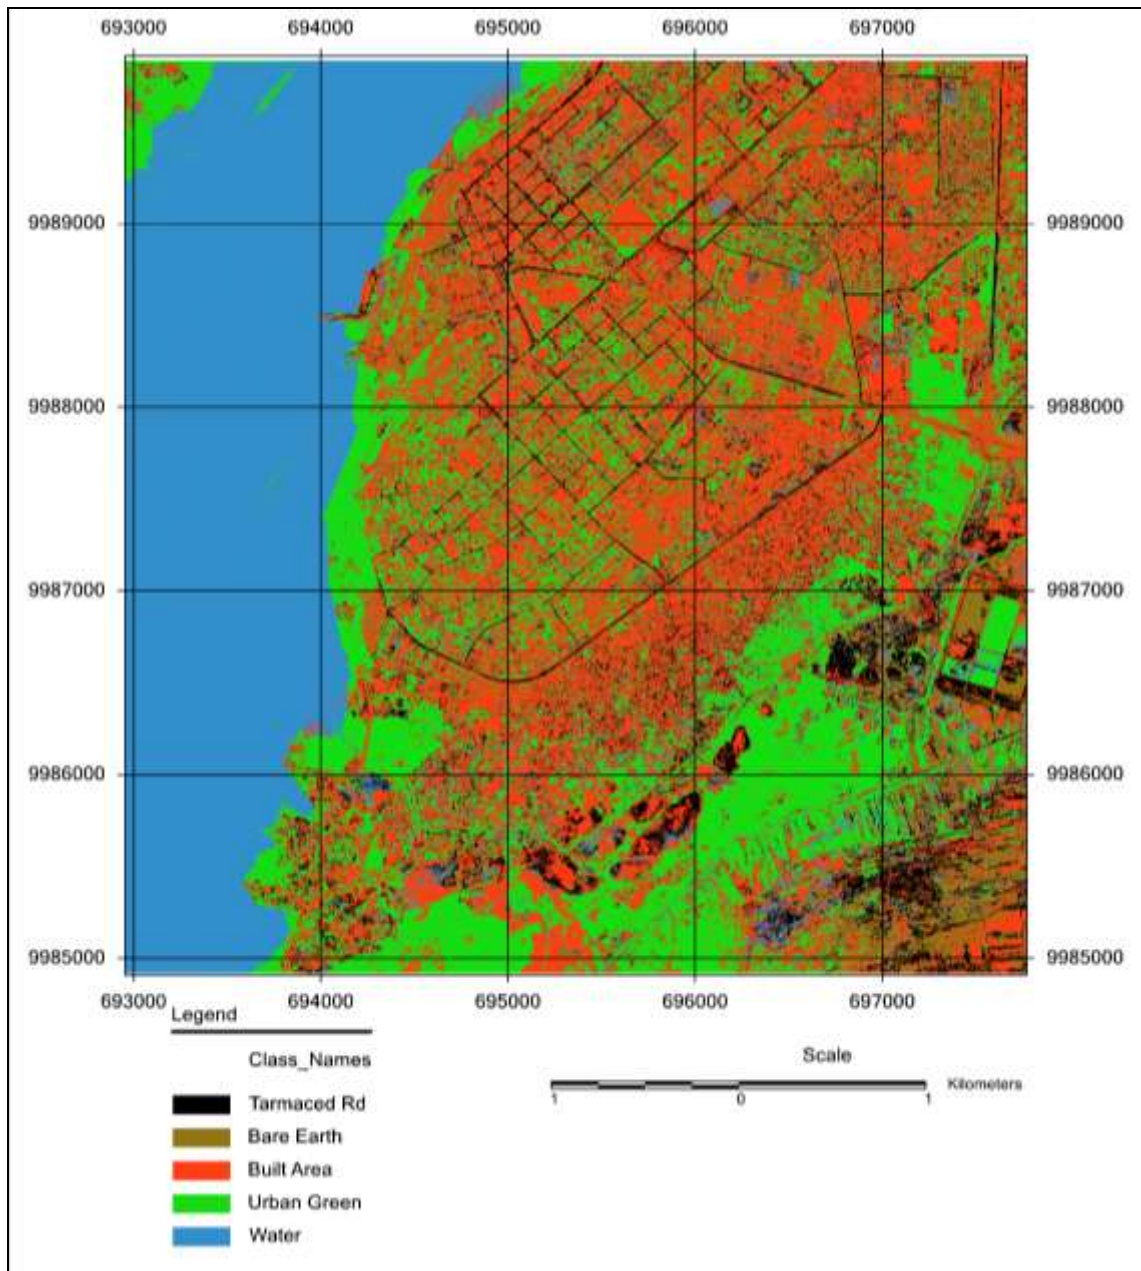 693000 694000 695000 696000 697000
9989000 9989000
9988000 9988000
9987000 9987000
9986000 9986000
9985000 9985000
693000 694000 695000 696000 697000
Legend
Class_Names
Scale
Kilometers
1 0 1
Tarmaced Rd
Bare Earth
Built Area
Urban Green
Water